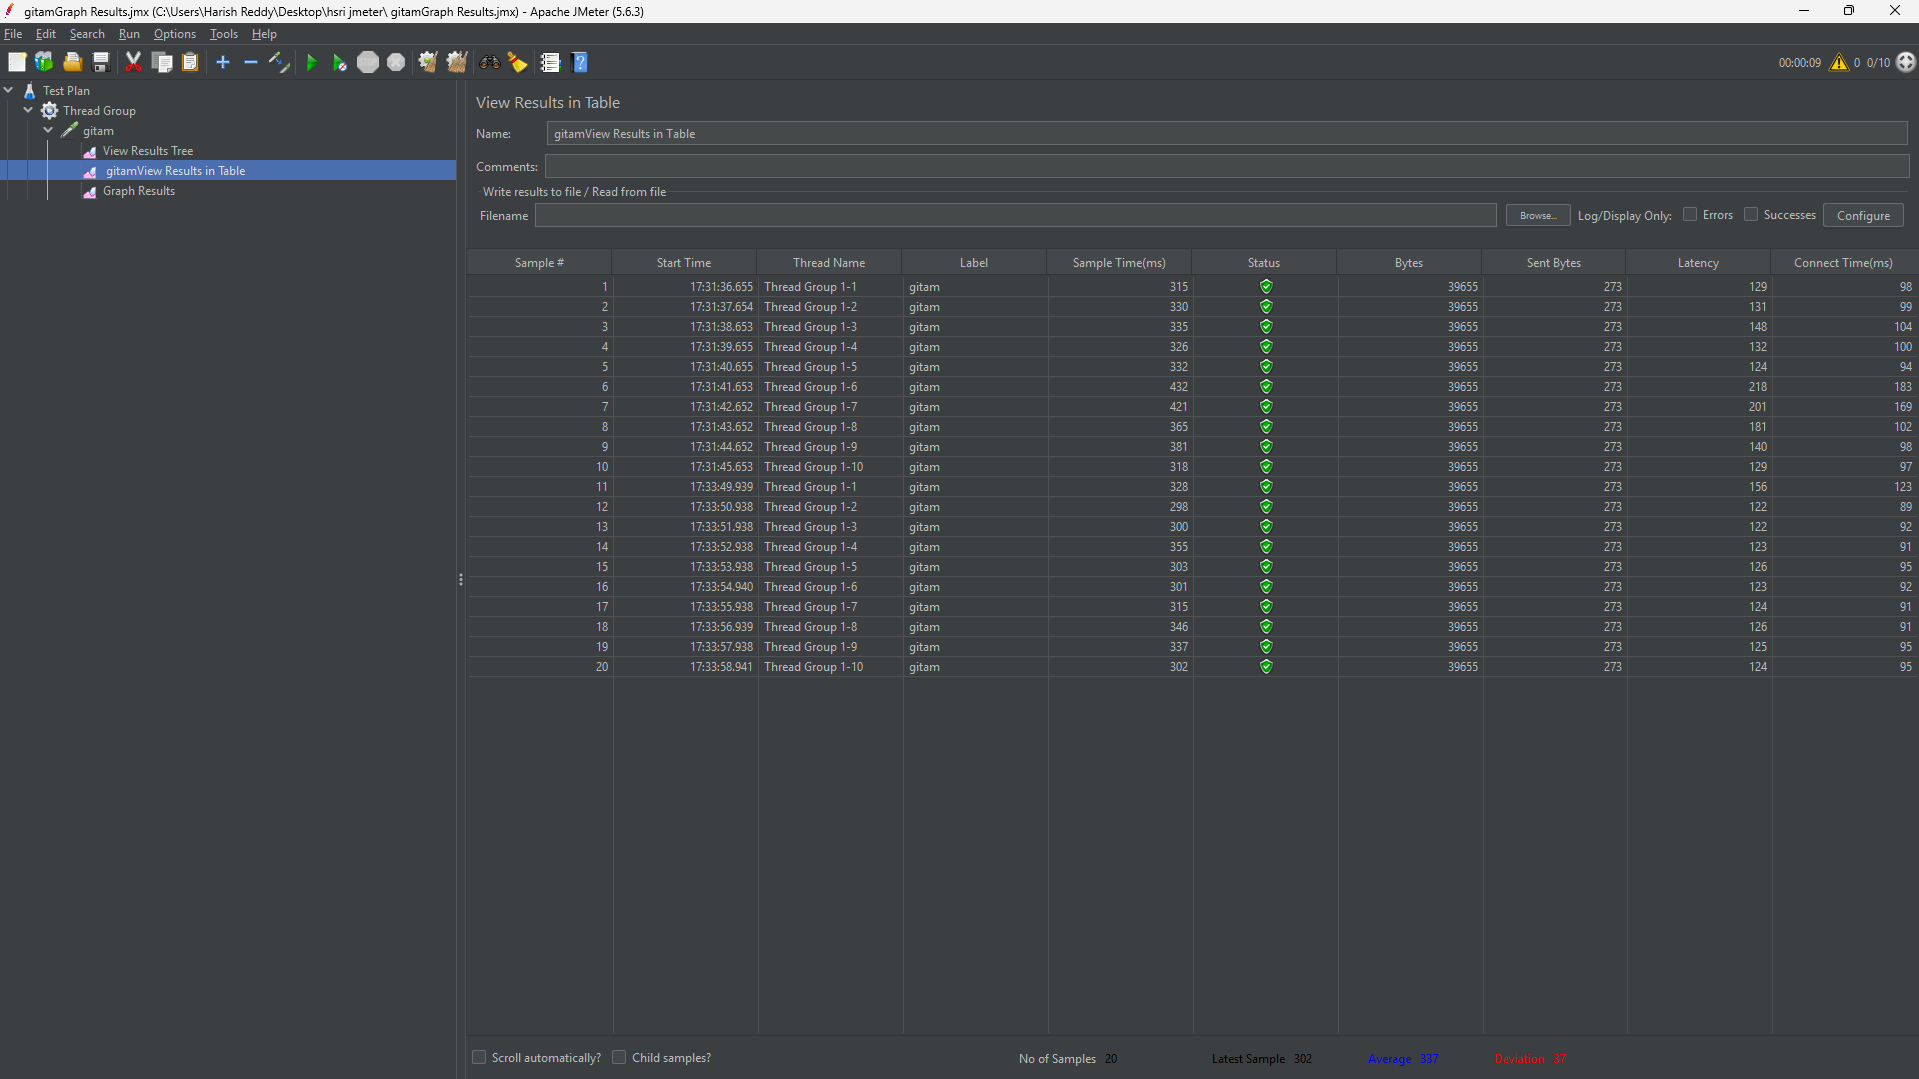 gitamGraph Results.jmx (C:\Users\Harish Reddy\Desktop\hsri jmeter\ gitamGraph Results.jmx) - Apache JMeter (5.6.3)
File Edit Search Run Options Tools Help
00:00:09 0 0/10
Test Plan
Thread Group
gitam
View Results Tree
gitamView Results in Table
Graph Results
View Results in Table
Name: gitamView Results in Table
Comments:
Write results to file / Read from file
Filename Browse... Log/Display Only: Errors Successes Configure
Sample # Start Time Thread Name Label Sample Time(ms) Status Bytes Sent Bytes Latency Connect Time(ms)
1 17:31:36.655 Thread Group 1-1 gitam 315 39655 273 129 98
2 17:31:37.654 Thread Group 1-2 gitam 330 39655 273 131 99
3 17:31:38.653 Thread Group 1-3 gitam 335 39655 273 148 104
4 17:31:39.655 Thread Group 1-4 gitam 326 39655 273 132 100
5 17:31:40.655 Thread Group 1-5 gitam 332 39655 273 124 94
6 17:31:41.653 Thread Group 1-6 gitam 432 39655 273 218 183
7 17:31:42.652 Thread Group 1-7 gitam 421 39655 273 201 169
8 17:31:43.652 Thread Group 1-8 gitam 365 39655 273 181 102
9 17:31:44.652 Thread Group 1-9 gitam 381 39655 273 140 98
10 17:31:45.653 Thread Group 1-10 gitam 318 39655 273 129 97
11 17:33:49.939 Thread Group 1-1 gitam 328 39655 273 156 123
12 17:33:50.938 Thread Group 1-2 gitam 298 39655 273 122 89
13 17:33:51.938 Thread Group 1-3 gitam 300 39655 273 122 92
14 17:33:52.938 Thread Group 1-4 gitam 355 39655 273 123 91
15 17:33:53.938 Thread Group 1-5 gitam 303 39655 273 126 95
16 17:33:54.940 Thread Group 1-6 gitam 301 39655 273 123 92
17 17:33:55.938 Thread Group 1-7 gitam 315 39655 273 124 91
18 17:33:56.939 Thread Group 1-8 gitam 346 39655 273 126 91
19 17:33:57.938 Thread Group 1-9 gitam 337 39655 273 125 95
20 17:33:58.941 Thread Group 1-10 gitam 302 39655 273 124 95
Scroll automatically? Child samples? No of Samples 20 Latest Sample 302 Average 337 Deviation 37